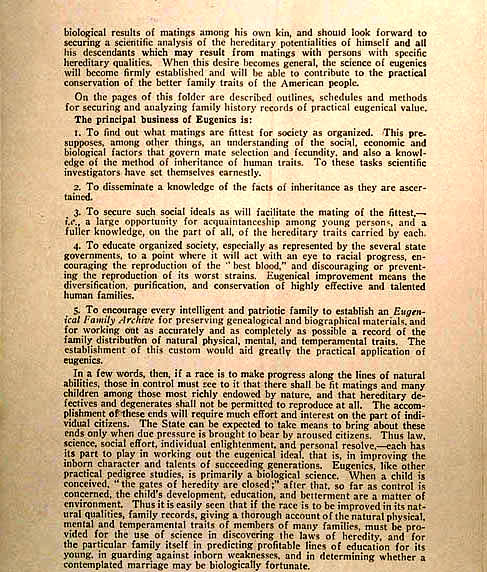 biological results of matings among his own kin, and should look forward to
securing a scientific analysis of the hereditary potentialities of himself and all
his descendants which may result from matings with persons with specific
hereditary qualities. When this desire becomes general, the science of eugenics
will become firmly established and will be able to contribute to the practical
conservation of the better family traits of the American people.
On the pages of this folder are described outlines, schedules and methods
for securing and analyzing family history records of practical eugenical value.
The principal business of Eugenics is:
1. To find out what matings are fittest for society as organized. This pre-
supposes, among other things, an understanding of the social, economic and
biological factors that govern mate selection and fecundity, and also a knowl-
edge of the method of inheritance of human traits. To these tasks scientific
investigators have set themselves earnestly.
2. To disseminate a knowledge of the facts of inheritance as they are ascer-
tained.
3. To secure such social ideals as will facilitate the mating of the fittest,—
i.e., a large opportunity for acquaintanceship among young persons, and a
fuller knowledge, on the part of all, of the hereditary traits carried by each.
4. To educate organized society, especially as represented by the several state
governments, to a point where it will act with an eye to racial progress, en-
couraging the reproduction of the "best blood," and discouraging or prevent-
ing the reproduction of its worst strains. Eugenical improvement means the
diversification, purification, and conservation of highly effective and talented
human families.
5. To encourage every intelligent and patriotic family to establish an Eugen-
ical Family Archive for preserving genealogical and biographical materials, and
for working out as accurately and as completely as possible a record of the
family distribution of natural physical, mental, and temperamental traits. The
establishment of this custom would aid greatly the practical application of
eugenics.
In a few words, then, if a race is to make progress along the lines of natural
abilities, those in control must see to it that there shall be fit matings and many
children among those most richly endowed by nature, and that hereditary de-
fectives and degenerates shall not be permitted to reproduce at all. The accom-
plishment of these ends will require much effort and interest on the part of indi-
vidual citizens. The State can be expected to take means to bring about these
ends only when due pressure is brought to bear by aroused citizens. Thus law,
science, social effort, individual enlightenment, and personal resolve,—each has
its part to play in working out the eugenical ideal, that is, in improving the
inborn character and talents of succeeding generations. Eugenics, like other
practical pedigree studies, is primarily a biological science. When a child is
conceived, "the gates of heredity are closed;" after that, so far as control is
concerned, the child's development, education, and betterment are a matter of
environment. Thus it is easily seen that if the race is to be improved in its nat-
ural qualities, family records, giving a thorough account of the natural physical,
mental and temperamental traits of members of many families, must be pro-
vided for the use of science in discovering the laws of heredity, and for
the particular family itself in predicting profitable lines of education for its
young, in guarding against inborn weaknesses, and in determining whether a
contemplated marriage may be biologically fortunate.